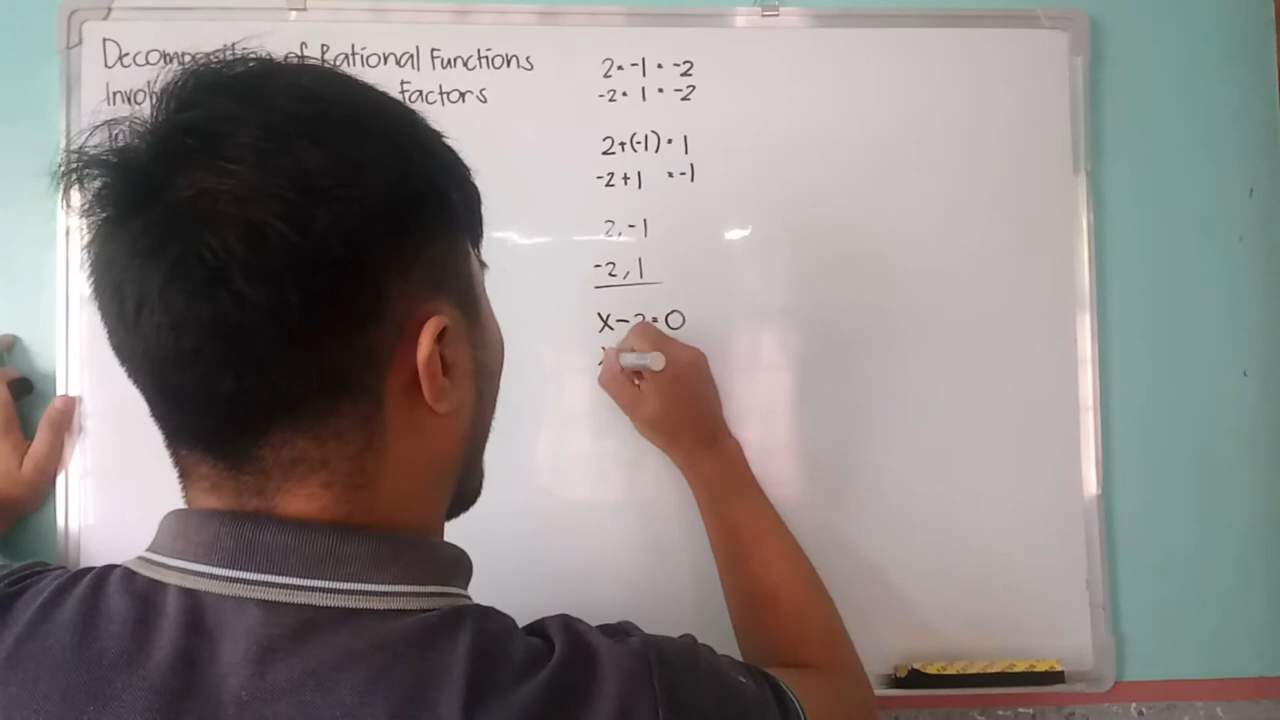 Decomposition of Rational Functions
Factors
2 · -1 = -2
-2 · 1 = -2
2+(-1) = 1
-2+1 = -1
2, -1
-2, 1
x-2=0